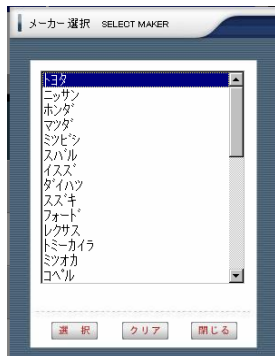 メーカー選択 SELECT MAKER
トヨタ
ニッサン
ホンダ
マツダ
ミツビシ
スバル
イスズ
ダイハツ
スズキ
フォード
レクサス
トミーカイラ
ミツオカ
コペル
選択
クリア
閉じる